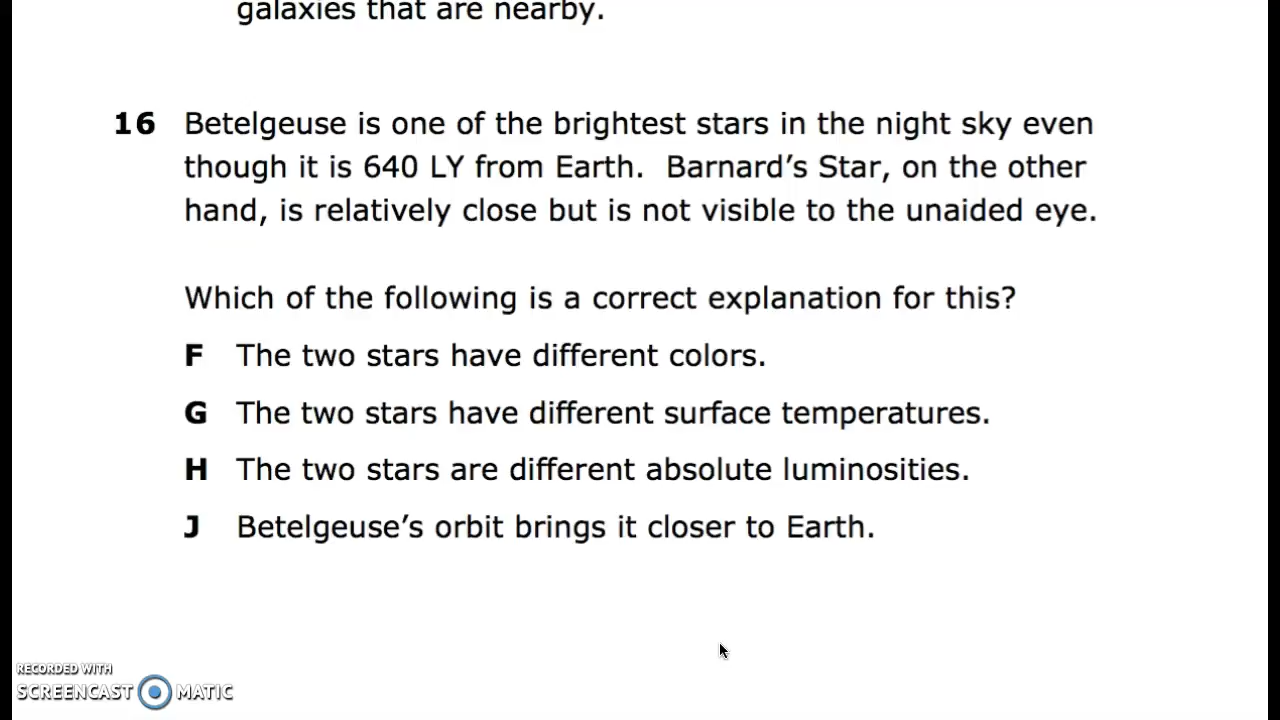 galaxies that are nearby.
16 Betelgeuse is one of the brightest stars in the night sky even
though it is 640 LY from Earth. Barnard's Star, on the other
hand, is relatively close but is not visible to the unaided eye.
Which of the following is a correct explanation for this?
F The two stars have different colors.
G The two stars have different surface temperatures.
H The two stars are different absolute luminosities.
J Betelgeuse's orbit brings it closer to Earth.
RECORDED WITH
SCREENCAST MATIC